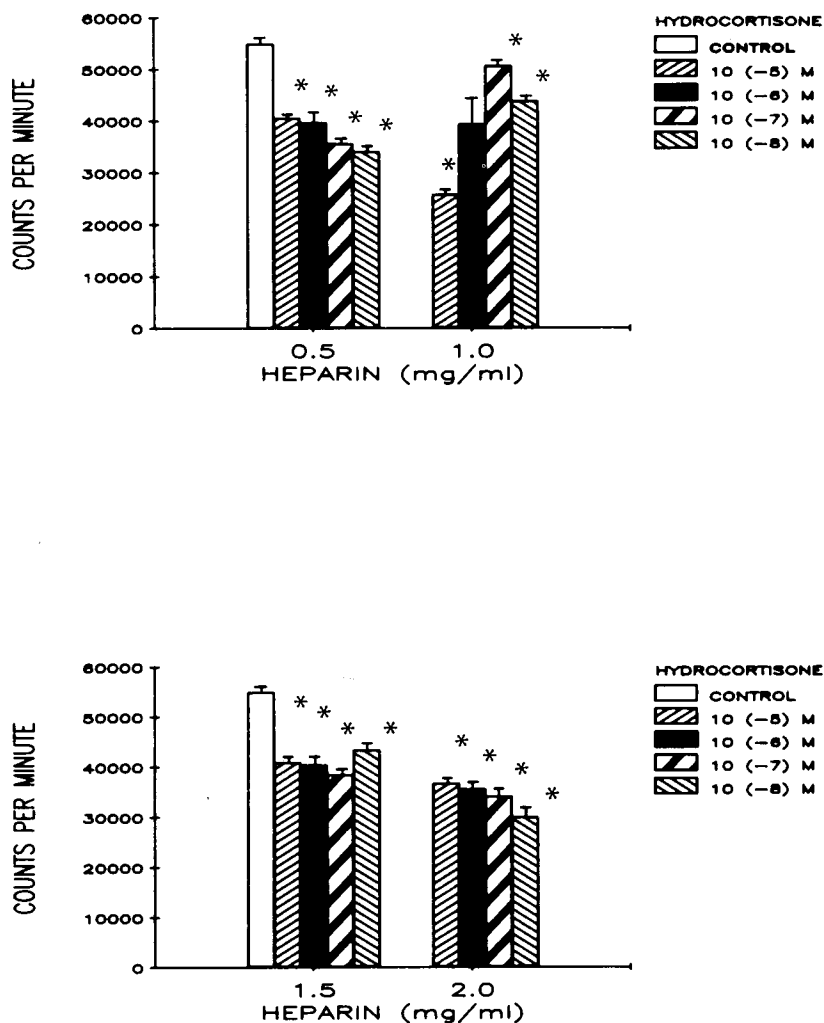 60000
50000
40000
30000
20000
10000
0
COUNTS PER MINUTE
* * * *
* * *
0.5 1.0
HEPARIN (mg/ml)
HYDROCORTISONE
CONTROL
10 (-5) M
10 (-6) M
10 (-7) M
10 (-8) M
60000
50000
40000
30000
20000
10000
0
COUNTS PER MINUTE
* * * *
* * * *
1.5 2.0
HEPARIN (mg/ml)
HYDROCORTISONE
CONTROL
10 (-5) M
10 (-6) M
10 (-7) M
10 (-8) M